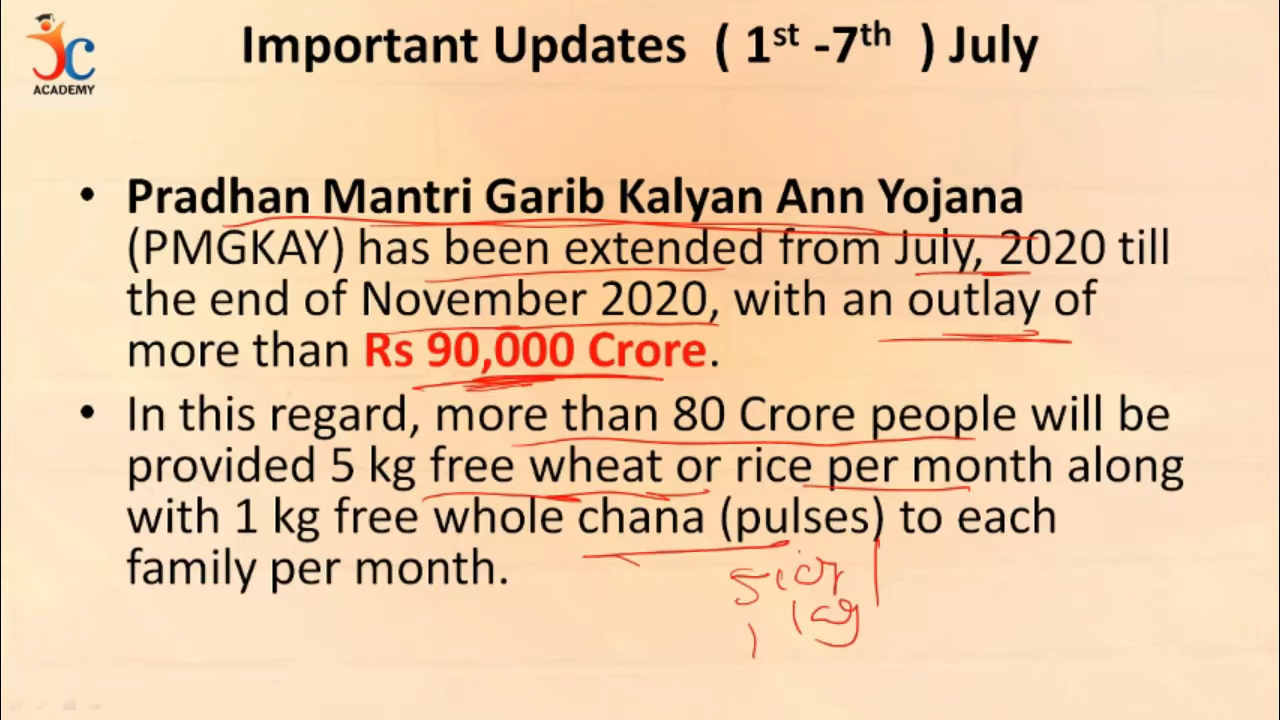 JC
ACADEMY
Important Updates ( 1st -7th ) July
• Pradhan Mantri Garib Kalyan Ann Yojana
(PMGKAY) has been extended from July, 2020 till
the end of November 2020, with an outlay of
more than Rs 90,000 Crore.
• In this regard, more than 80 Crore people will be
provided 5 kg free wheat or rice per month along
with 1 kg free whole chana (pulses) to each
family per month.